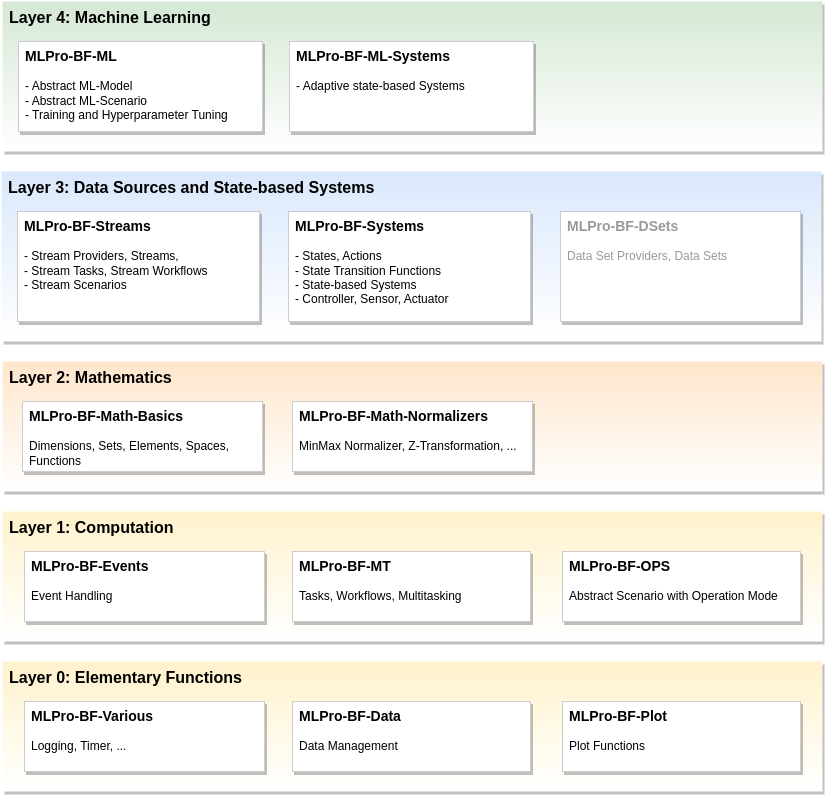 Layer 4: Machine Learning
MLPro-BF-ML
- Abstract ML-Model
- Abstract ML-Scenario
- Training and Hyperparameter Tuning
MLPro-BF-ML-Systems
- Adaptive state-based Systems
Layer 3: Data Sources and State-based Systems
MLPro-BF-Streams
- Stream Providers, Streams,
- Stream Tasks, Stream Workflows
- Stream Scenarios
MLPro-BF-Systems
- States, Actions
- State Transition Functions
- State-based Systems
- Controller, Sensor, Actuator
MLPro-BF-DSets
Data Set Providers, Data Sets
Layer 2: Mathematics
MLPro-BF-Math-Basics
Dimensions, Sets, Elements, Spaces,
Functions
MLPro-BF-Math-Normalizers
MinMax Normalizer, Z-Transformation, ...
Layer 1: Computation
MLPro-BF-Events
Event Handling
MLPro-BF-MT
Tasks, Workflows, Multitasking
MLPro-BF-OPS
Abstract Scenario with Operation Mode
Layer 0: Elementary Functions
MLPro-BF-Various
Logging, Timer, ...
MLPro-BF-Data
Data Management
MLPro-BF-Plot
Plot Functions